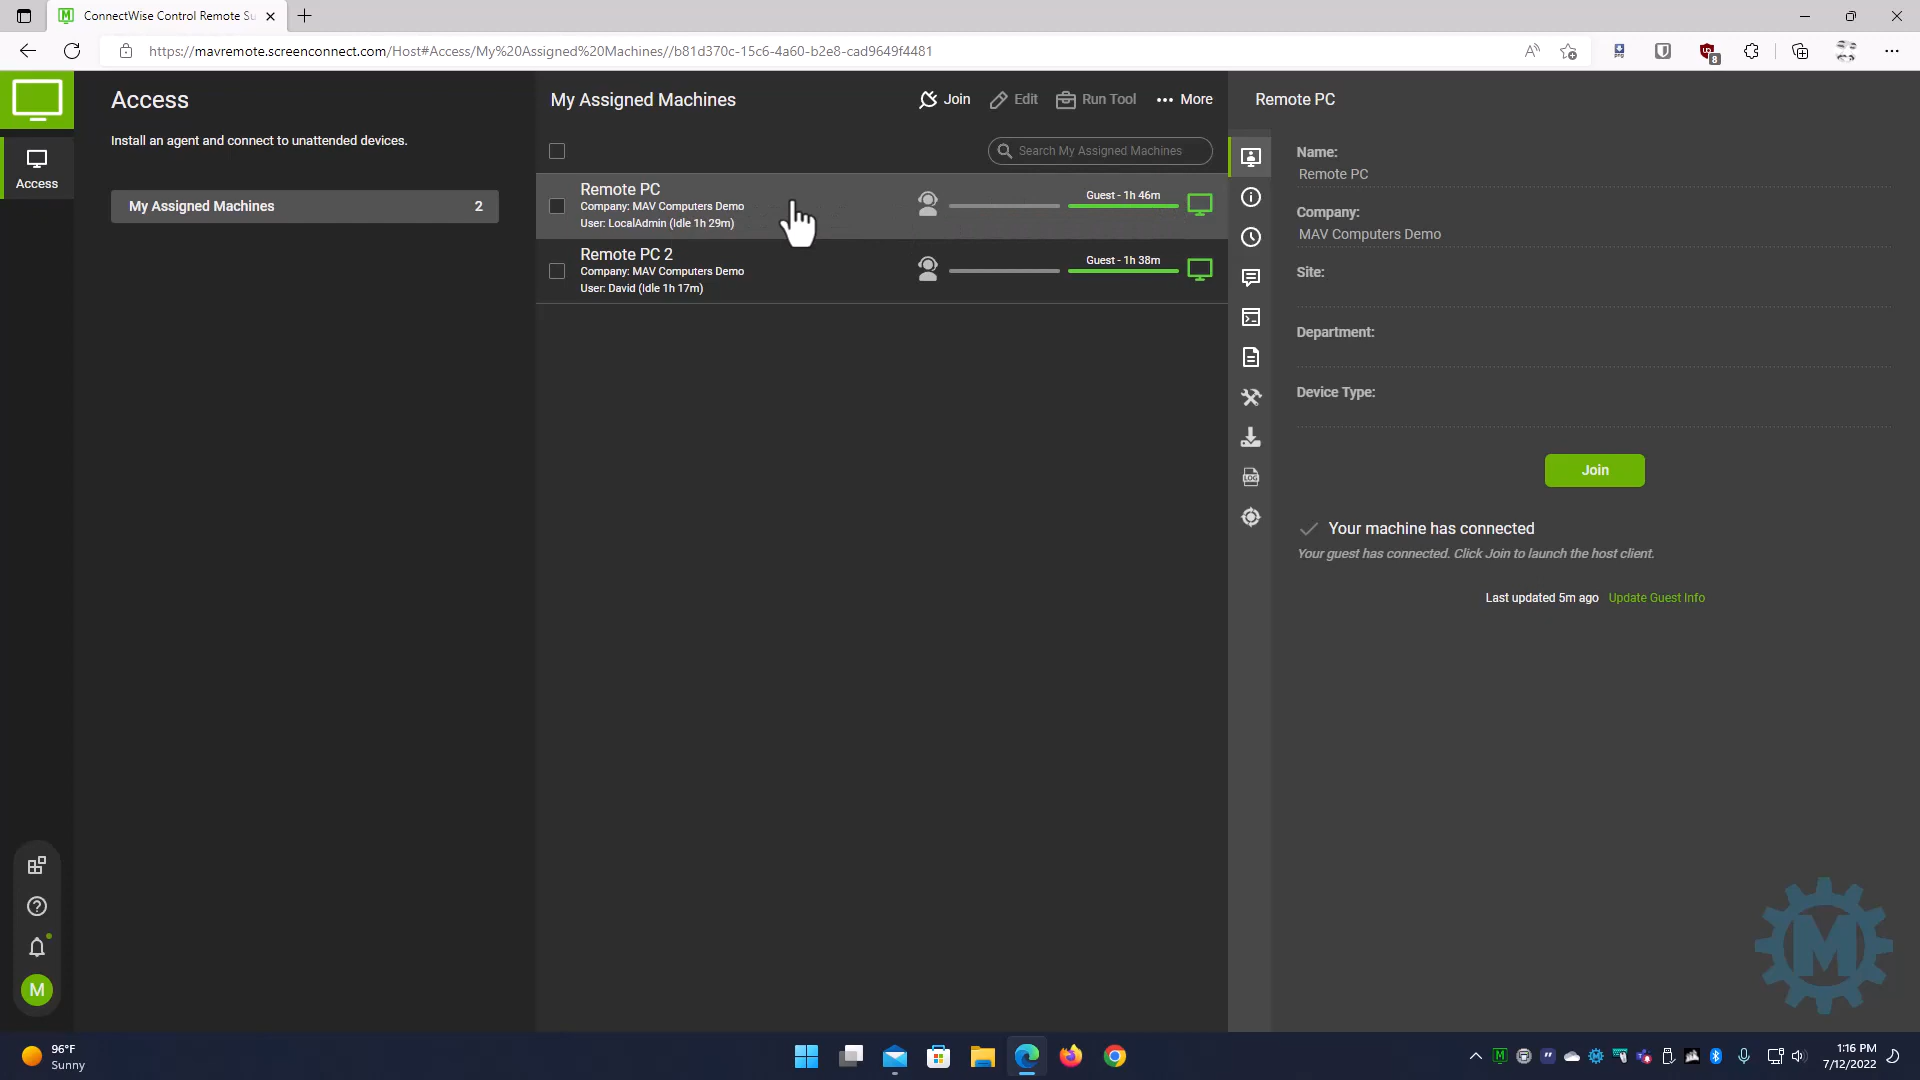 ConnectWise Control Remote Su
https://mavremote.screenconnect.com/Host#Access/My%20Assigned%20Machines//b81d370c-15c6-4a60-b2e8-cad9649f4481
8
Access
Access
Install an agent and connect to unattended devices.
My Assigned Machines 2
My Assigned Machines
Join
Edit
Run Tool
More
Search My Assigned Machines
Remote PC
Company: MAV Computers Demo
User: LocalAdmin (Idle 1h 29m)
Guest - 1h 46m
Remote PC 2
Company: MAV Computers Demo
User: David (Idle 1h 17m)
Guest - 1h 38m
Remote PC
Name:
Remote PC
Company:
MAV Computers Demo
Site:
Department:
Device Type:
Join
Your machine has connected
Your guest has connected. Click Join to launch the host client.
Last updated 5m ago Update Guest Info
LOG
M
M
96°F
Sunny
1:16 PM
7/12/2022